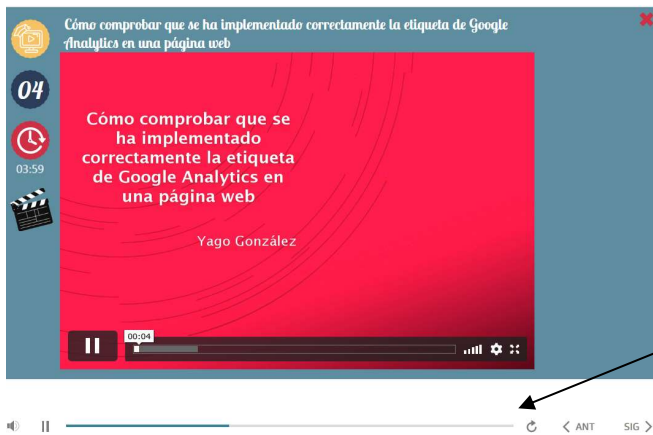 Cómo comprobar que se ha implementado correctamente la etiqueta de Google
Analytics en una página web
04
03:59
Cómo comprobar que se
ha implementado
correctamente la etiqueta
de Google Analytics en
una página web
Yago González
00:04
ANT
SIG